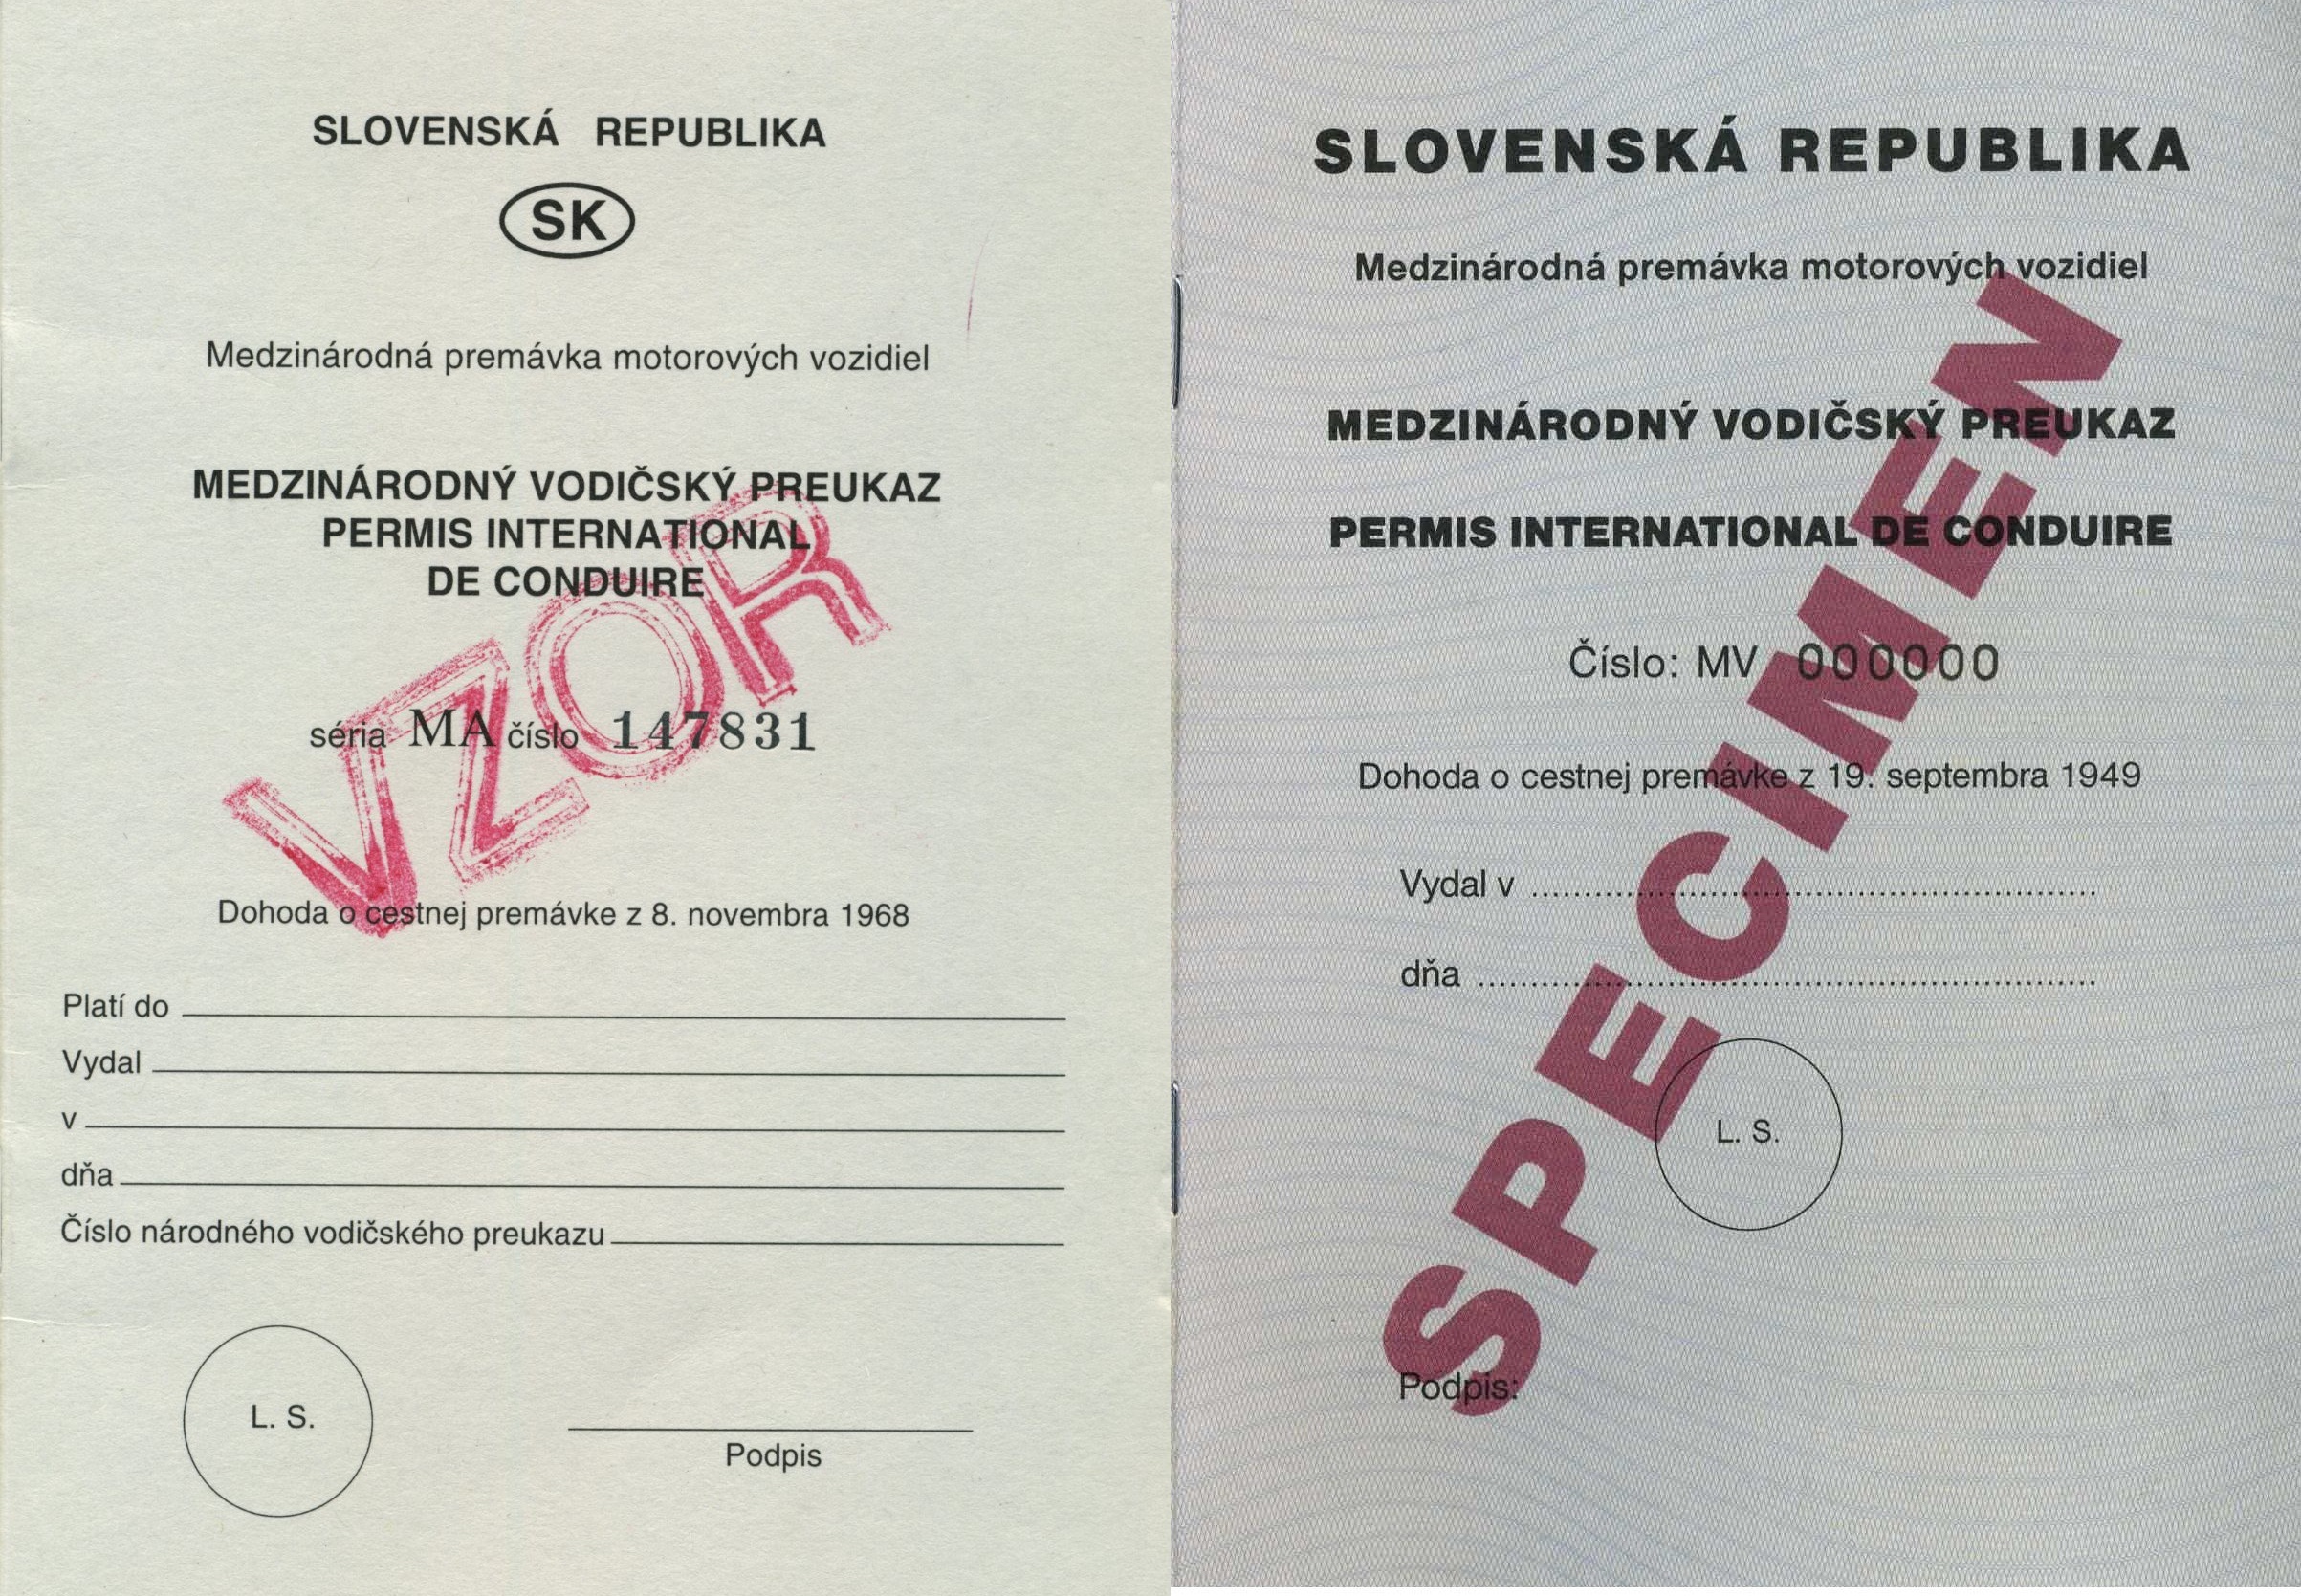 SLOVENSKÁ REPUBLIKA
SK
Medzinárodná premávka motorových vozidiel
MEDZINÁRODNÝ VODIČSKÝ PREUKAZ
PERMIS INTERNATIONAL
DE CONDUIRE
séria MA číslo 147831
VZOR
Dohoda o cestnej premávke z 8. novembra 1968
Platí do
Vydal
v
dňa
Číslo národného vodičského preukazu
L. S.
Podpis
SLOVENSKÁ REPUBLIKA
Medzinárodná premávka motorových vozidiel
MEDZINÁRODNÝ VODIČSKÝ PREUKAZ
PERMIS INTERNATIONAL DE CONDUIRE
Číslo: MV 000000
Dohoda o cestnej premávke z 19. septembra 1949
Vydal v
dňa
L. S.
Podpis:
SPECIMEN